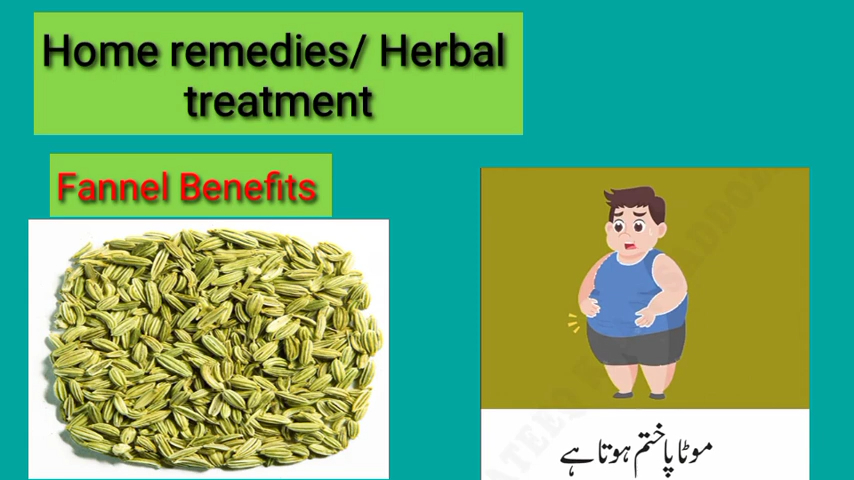 Home remedies/ Herbal
treatment
Fannel Benefits
موٹاپا ختم ہوتا ہے